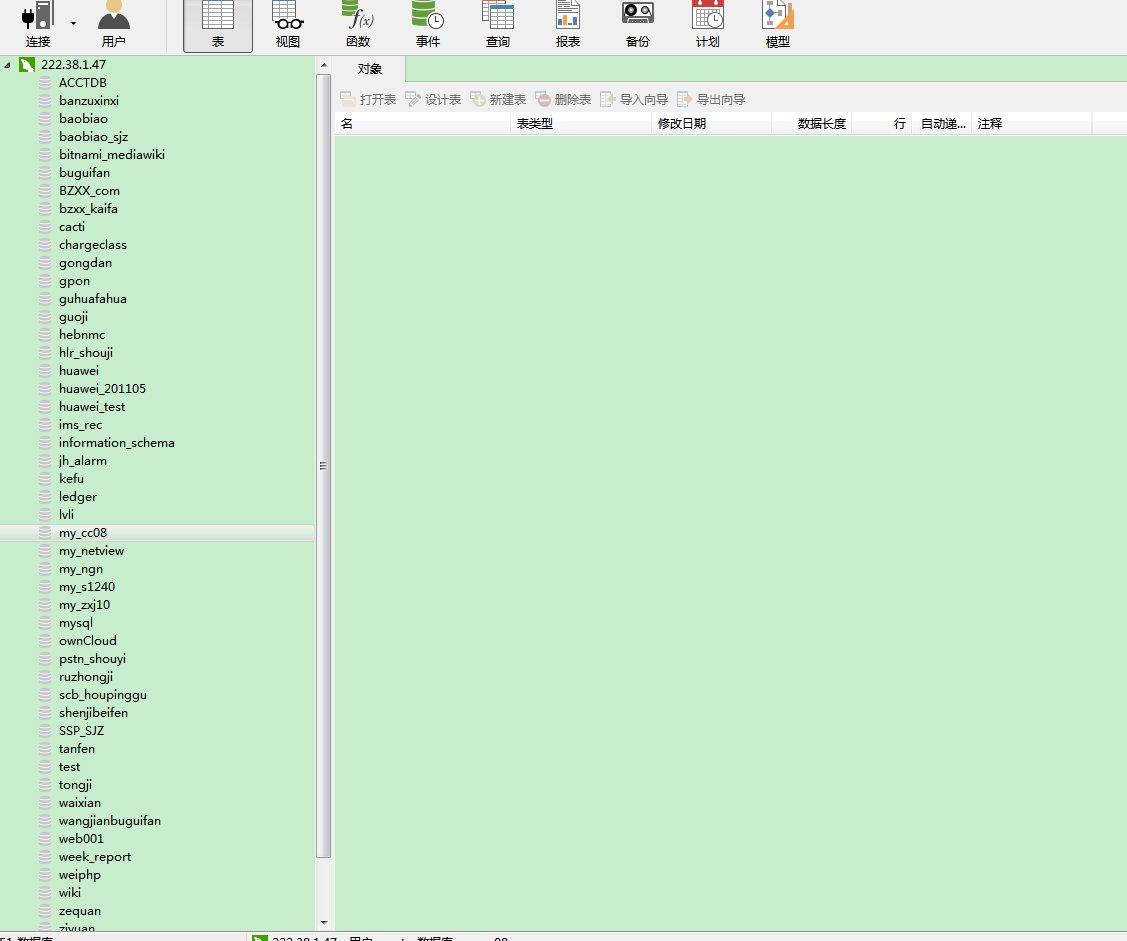 连接 用户 表 视图 函数 事件 查询 报表 备份 计划 模型
222.38.1.47
ACCTDB
banzuxinxi
baobiao
baobiao_sjz
bitnami_mediawiki
buguifan
BZXX_com
bzxx_kaifa
cacti
chargeclass
gongdan
gpon
guhuafahua
guoji
hebnmc
hlr_shouji
huawei
huawei_201105
huawei_test
ims_rec
information_schema
jh_alarm
kefu
ledger
lvli
my_cc08
my_netview
my_ngn
my_s1240
my_zxj10
mysql
ownCloud
pstn_shouyi
ruzhongji
scb_houpinggu
shenjibeifen
SSP_SJZ
tanfen
test
tongji
waixian
wangjianbuguifan
web001
week_report
weiphp
wiki
zequan
ziyuan
对象
打开表 设计表 新建表 删除表 导入向导 导出向导
名 表类型 修改日期 数据长度 行 自动递... 注释
数据库 222.38.1.47 用户 数据库